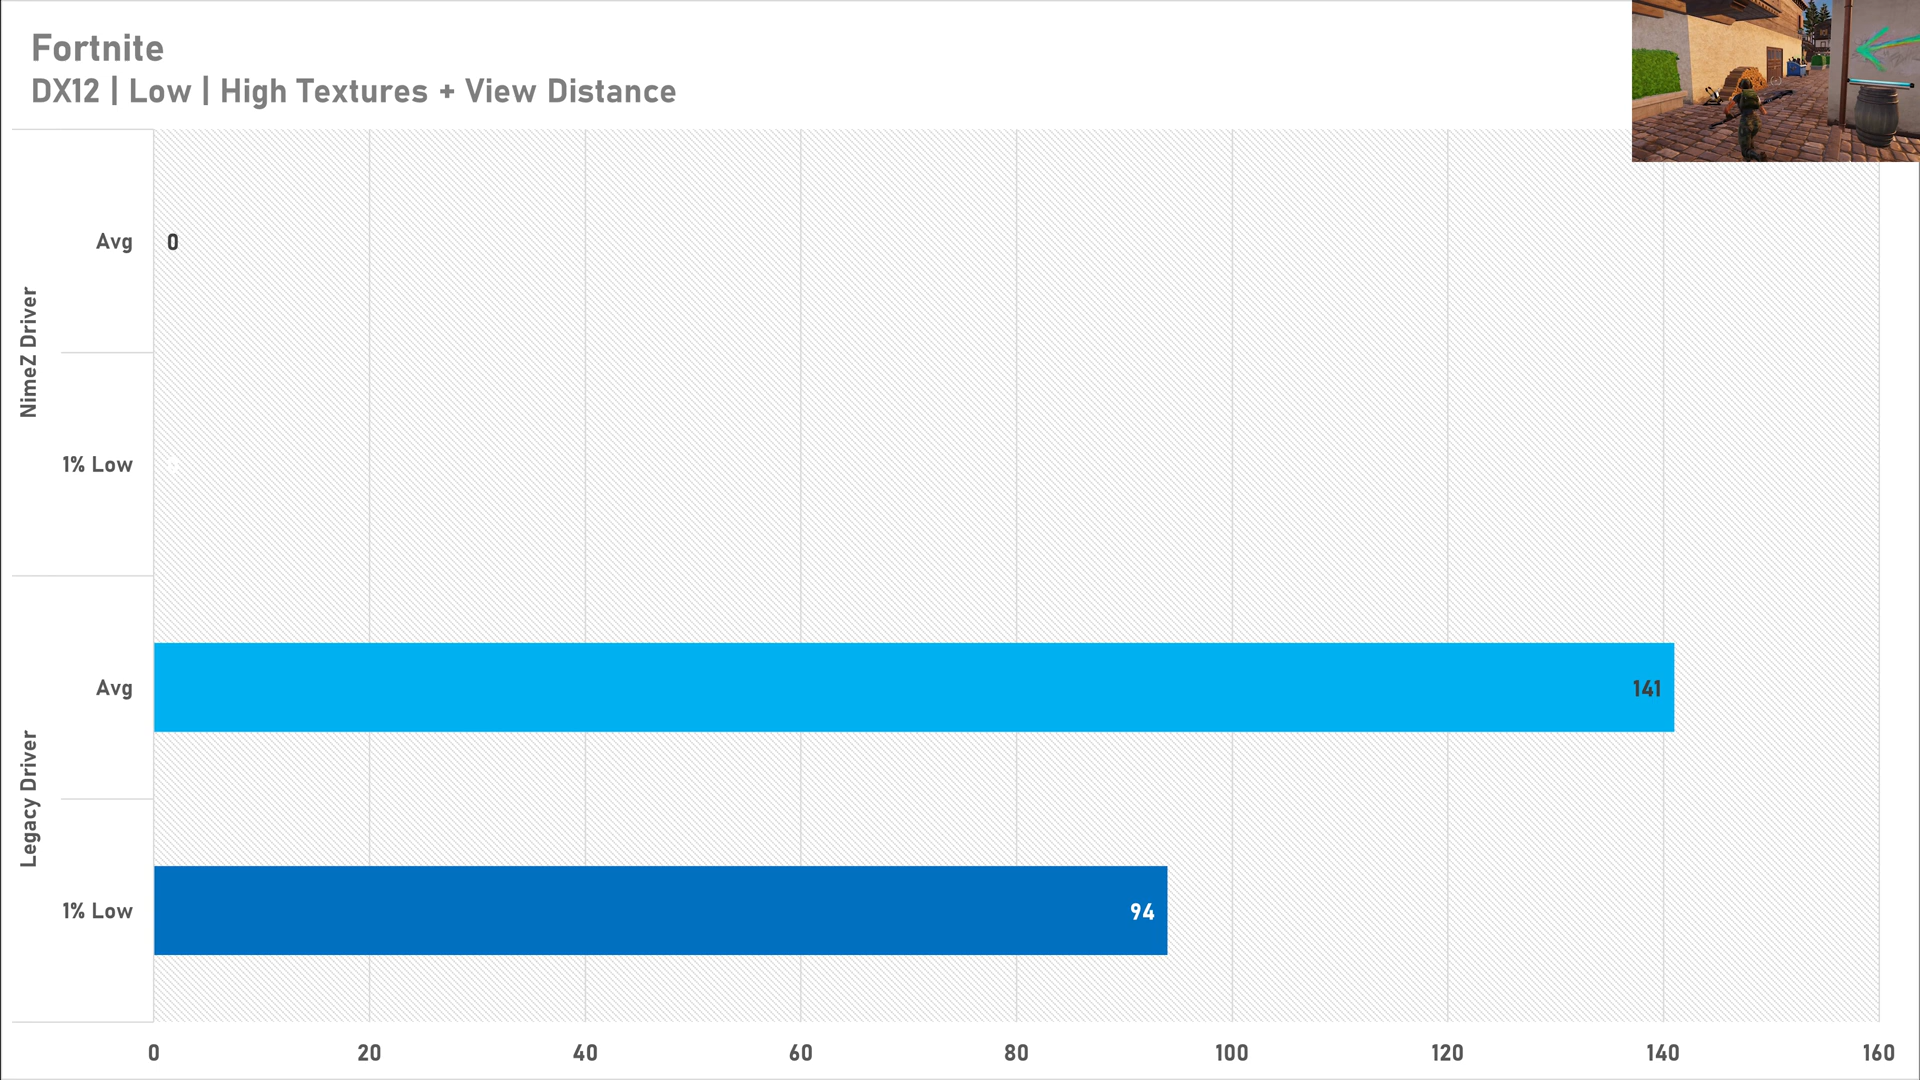 Fortnite
DX12 | Low | High Textures + View Distance
NimeZ Driver
Avg
0
1% Low
0
Legacy Driver
Avg
141
1% Low
94
0 20 40 60 80 100 120 140 160